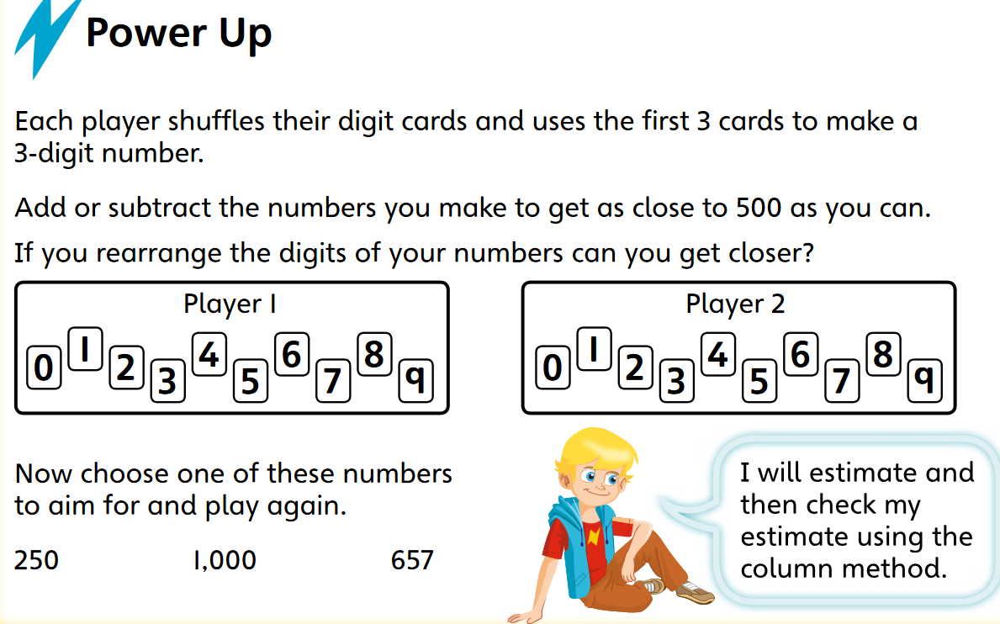 Power Up
Each player shuffles their digit cards and uses the first 3 cards to make a
3-digit number.
Add or subtract the numbers you make to get as close to 500 as you can.
If you rearrange the digits of your numbers can you get closer?
Player 1
0 1 2 3 4 5 6 7 8 9
Player 2
0 1 2 3 4 5 6 7 8 9
Now choose one of these numbers
to aim for and play again.
250 1,000 657
I will estimate and
then check my
estimate using the
column method.